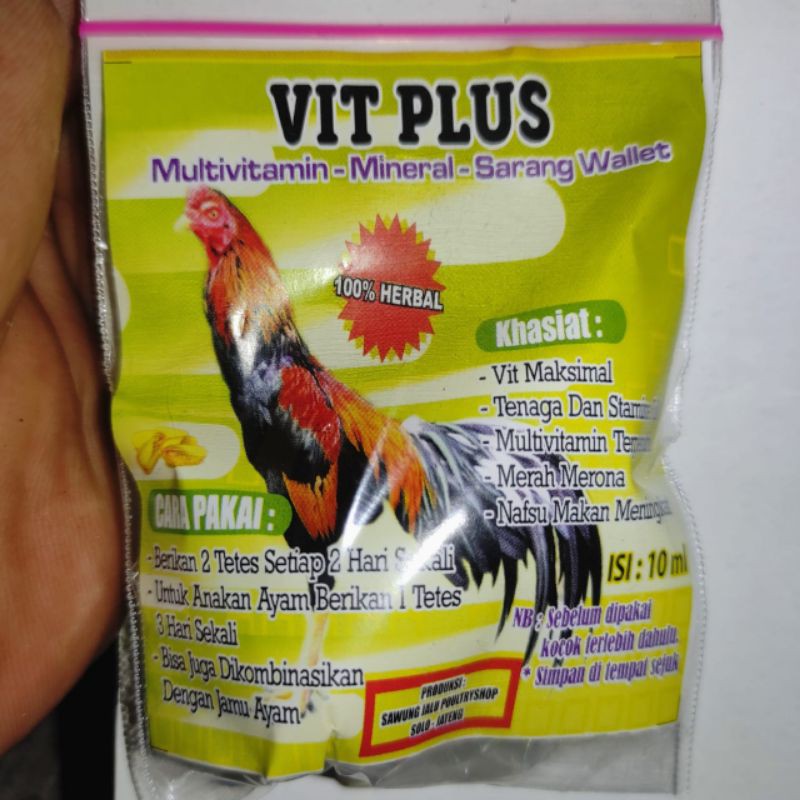 VIT PLUS
Multivitamin - Mineral - Sarang Wallet
100% HERBAL
Khasiat :
- Vit Maksimal
- Tenaga Dan
- Multivitamin
- Merah Merona
- Nafsu Makan
CARA PAKAI :
- Berikan 2 Tetes Setiap 2 Hari Sekali
- Untuk Anakan Ayam Berikan 1 Tetes
3 Hari Sekali
- Bisa Juga Dikombinasikan
Dengan Jamu Ayam
ISI : 10 ml
NB : Sebelum dipakai
kocok terlebih dahulu.
* Simpan di tempat sejuk
PRODUKSI :
SAWUNG JALU POULTRYSHOP
SOLO - JATENG